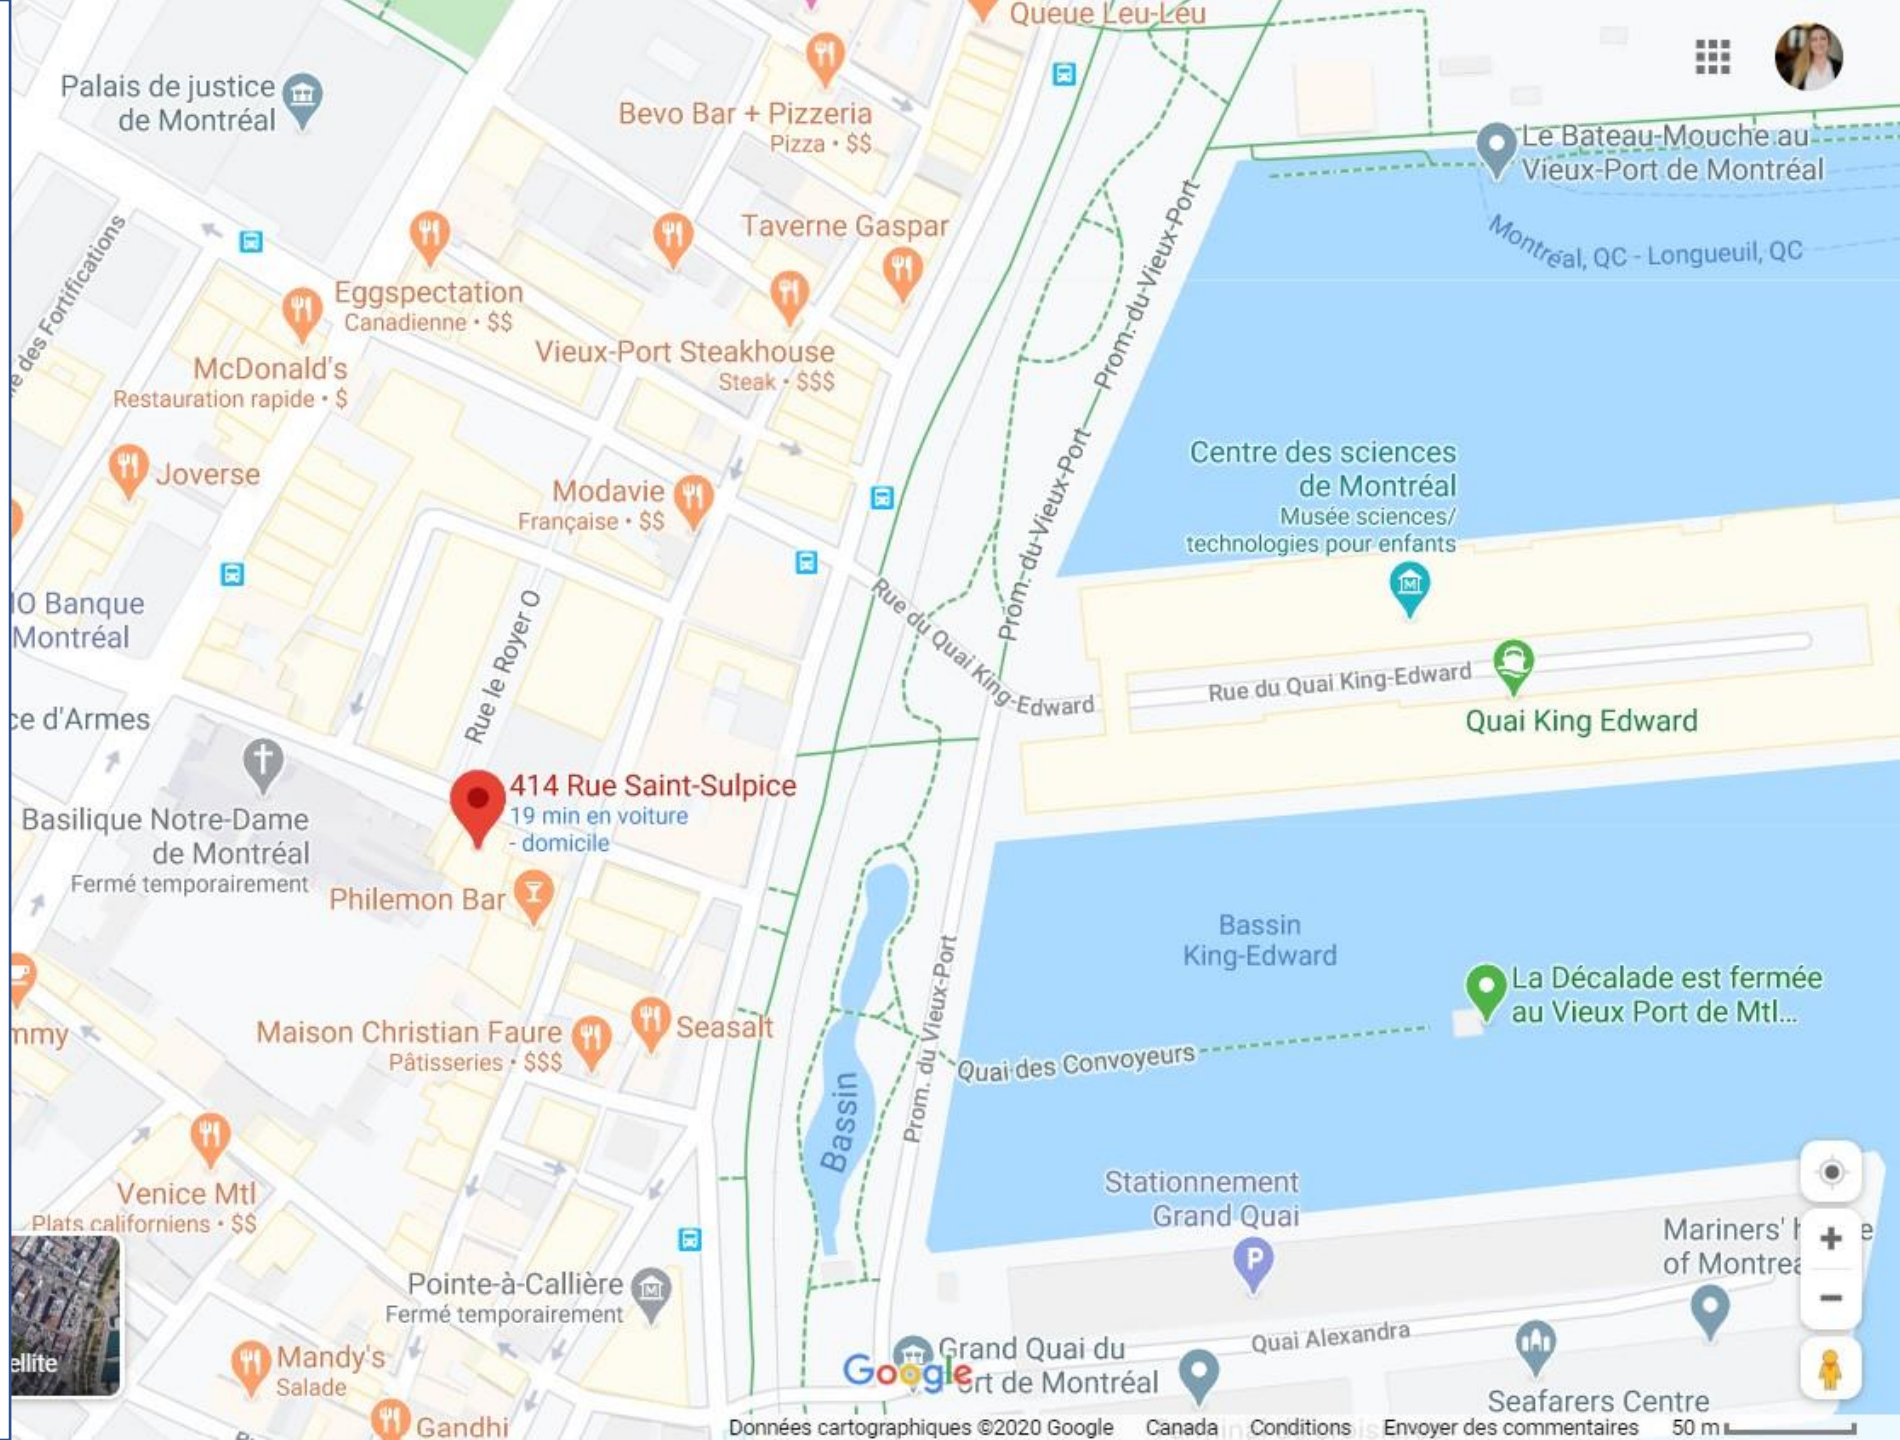 Queue Leu-Leu
Palais de justice
de Montréal
Bevo Bar + Pizzeria
Pizza • $$
Le Bateau-Mouche au
Vieux-Port de Montréal
Taverne Gaspar
Montréal, QC - Longueuil, QC
des Fortifications
Prom.-du-Vieux-Port
Eggspectation
Canadienne • $$
McDonald's
Restauration rapide • $
Vieux-Port Steakhouse
Steak • $$$
Joverse
Modavie
Française • $$
Prom.-du-Vieux-Port
Centre des sciences
de Montréal
Musée sciences/
technologies pour enfants
Banque
Montréal
Rue le Royer O
Rue du Quai King-Edward
Rue du Quai King-Edward
Quai King Edward
d'Armes
Basilique Notre-Dame
de Montréal
Fermé temporairement
414 Rue Saint-Sulpice
19 min en voiture
- domicile
Philemon Bar
Bassin
King-Edward
La Décalade est fermée
au Vieux Port de Mtl...
Prom. du Vieux-Port
Maison Christian Faure
Pâtisseries • $$$
Seasalt
Quai des Convoyeurs
Bassin
Venice Mtl
Plats californiens • $$
Stationnement
Grand Quai
P
Mariners'
of Montrea
Pointe-à-Callière
Fermé temporairement
ellite
Mandy's
Salade
Gandhi
Grand Quai du
ort de Montréal
Google
Quai Alexandra
Seafarers Centre
Données cartographiques ©2020 Google Canada Conditions Envoyer des commentaires 50 m